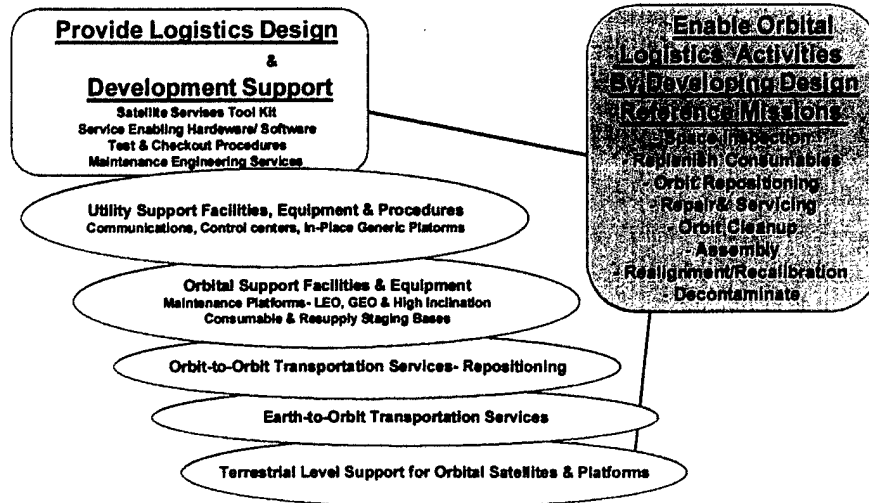 Provide Logistics Design
&
Development Support
Satellite Services Tool Kit
Service Enabling Hardware/ Software
Test & Checkout Procedures
Maintenance Engineering Services
Utility Support Facilities, Equipment & Procedures
Communications, Control centers, In-Place Generic Platorms
Orbital Support Facilities & Equipment
Maintenance Platforms- LEO, GEO & High Inclination
Consumable & Resupply Staging Bases
Orbit-to-Orbit Transportation Services- Repositioning
Earth-to-Orbit Transportation Services
Terrestrial Level Support for Orbital Satellites & Platforms
Enable Orbital
Logistics Activities
By Developing Design
Reference Missions
- Space Inspection
- Replenish Consumables
- Orbit Repositioning
- Repair& Servicing
- Orbit Cleanup
Assembly
- Realignment/Recalibration
- Decontaminate